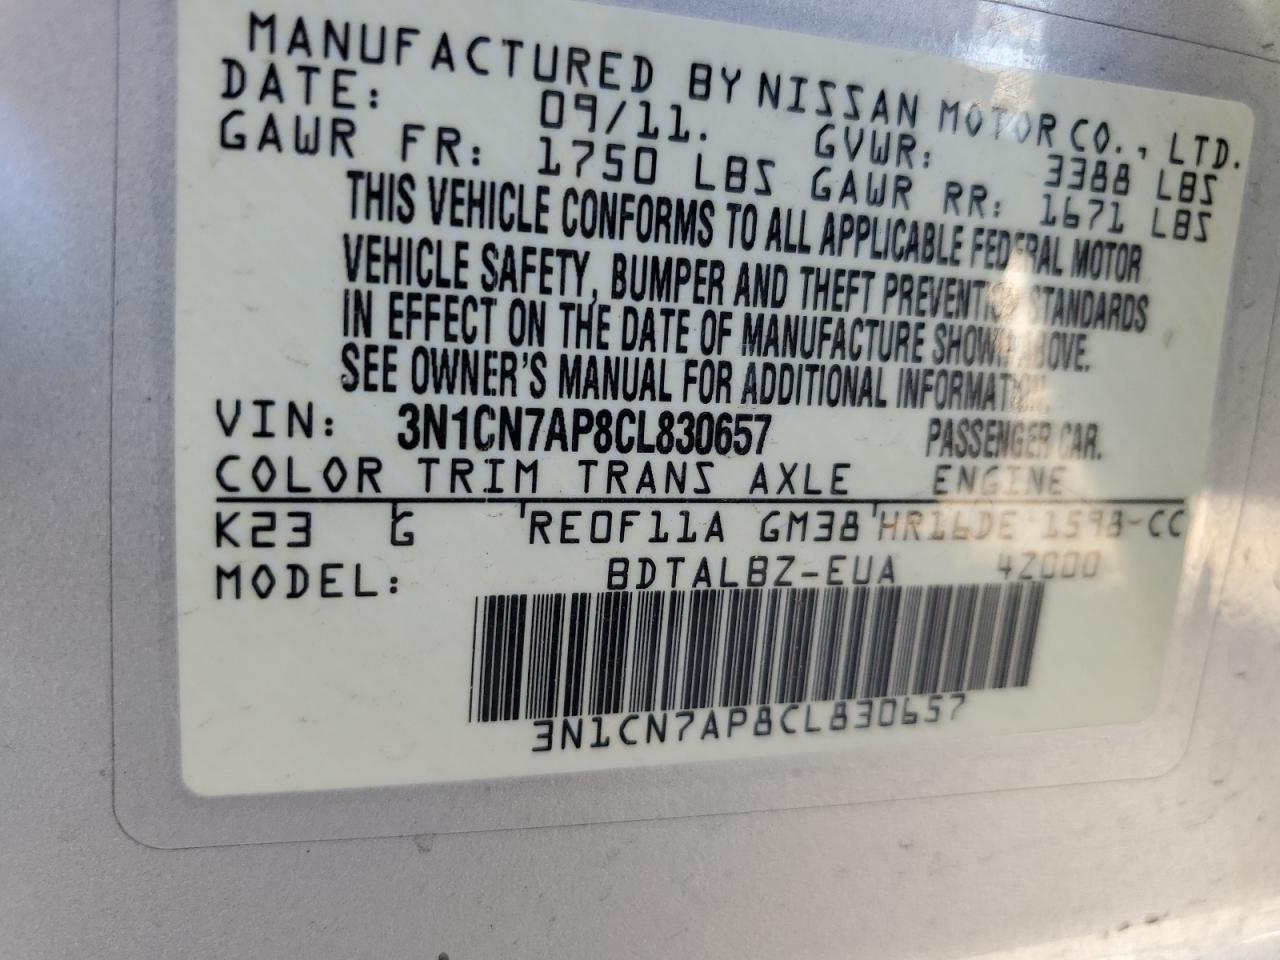 MANUFACTURED BY NISSAN MOTOR CO., LTD.
DATE: 09/11. GVWR: 3388 LBS
GAWR FR: 1750 LBS GAWR RR: 1671 LBS
THIS VEHICLE CONFORMS TO ALL APPLICABLE FEDERAL MOTOR
VEHICLE SAFETY, BUMPER AND THEFT PREVENTION STANDARDS
IN EFFECT ON THE DATE OF MANUFACTURE SHOWN ABOVE.
SEE OWNER'S MANUAL FOR ADDITIONAL INFORMATION.
VIN: 3N1CN7AP8CL830657 PASSENGER CAR.
COLOR TRIM TRANS AXLE ENGINE
K23 G RE0F11A GM38 HR16DE 1598-CC
MODEL: BDTALBZ-EUA 4Z000
3N1CN7AP8CL830657